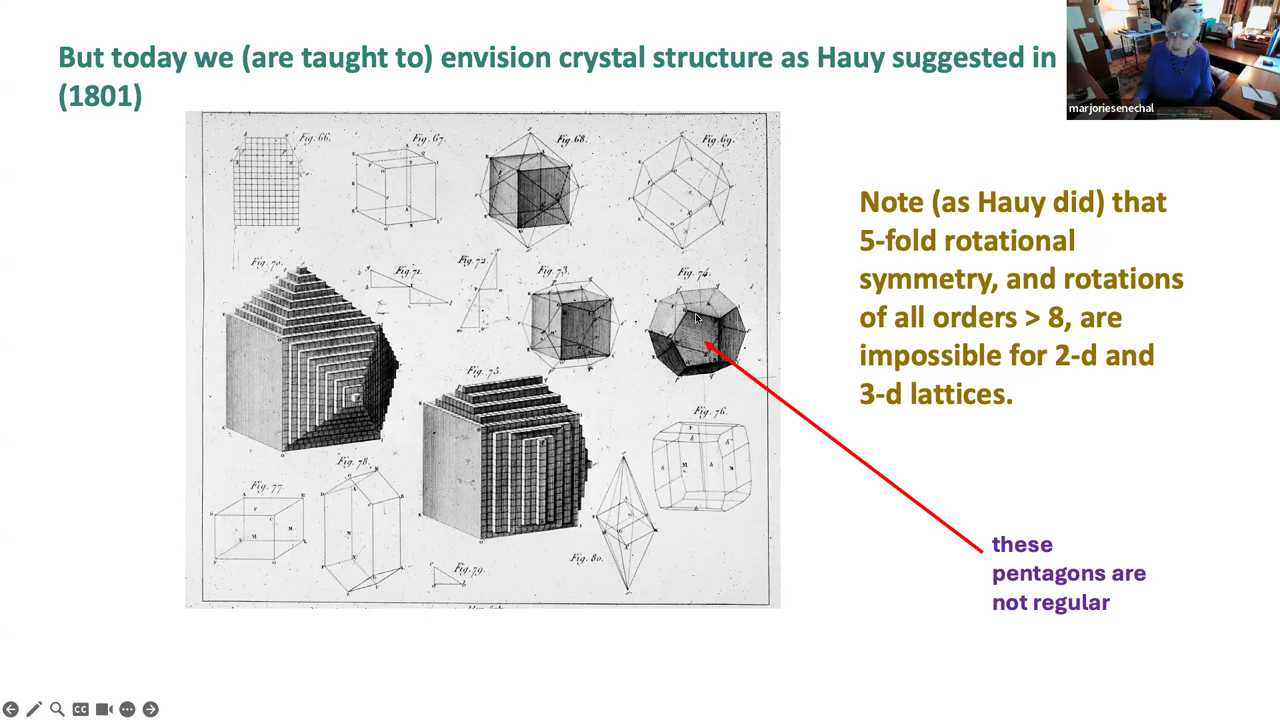 But today we (are taught to) envision crystal structure as Hauy suggested in
(1801)
marjoriesenechal
Fig. 66.
Fig. 67.
Fig. 68.
Fig. 69.
Note (as Hauy did) that
5-fold rotational
symmetry, and rotations
of all orders > 8, are
impossible for 2-d and
3-d lattices.
Fig. 70.
Fig. 71.
Fig. 72.
Fig. 73.
Fig. 74.
Fig. 75.
Fig. 76.
Fig. 77.
Fig. 78.
Fig. 79.
Fig. 80.
these
pentagons are
not regular
CC